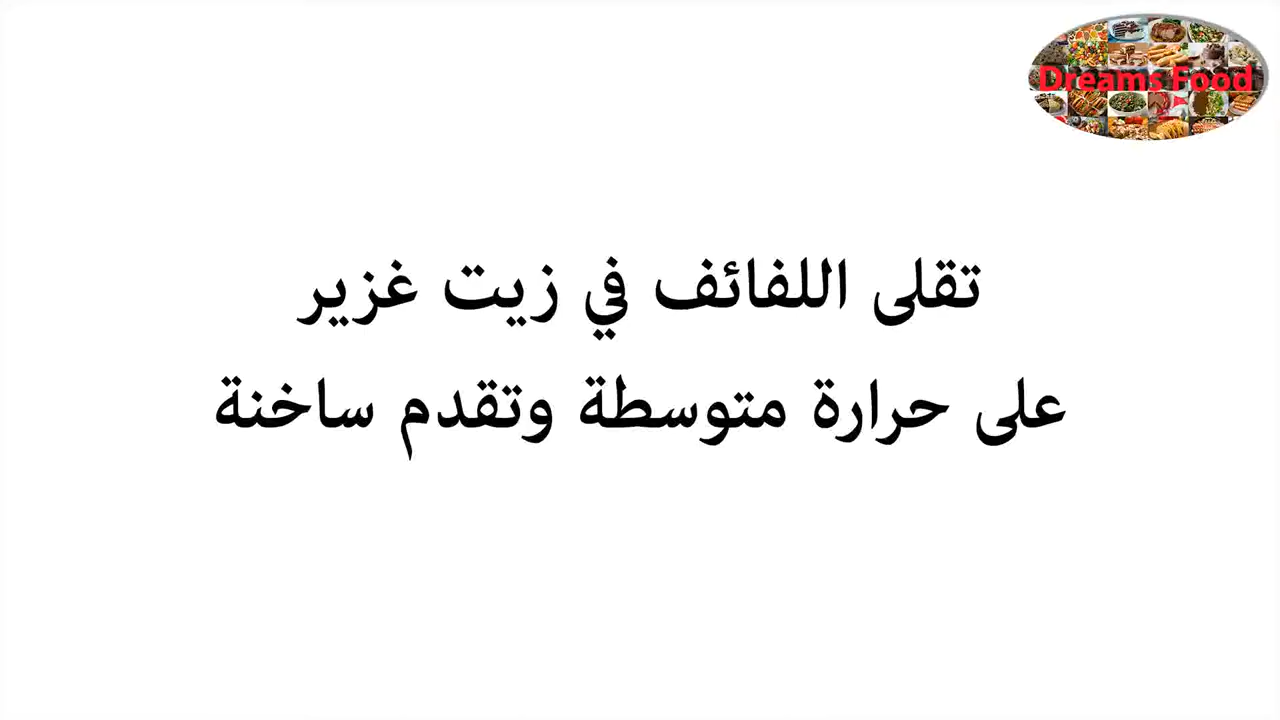 Dreams Food
تقلى اللفائف في زيت غزير
على حرارة متوسطة وتقدم ساخنة